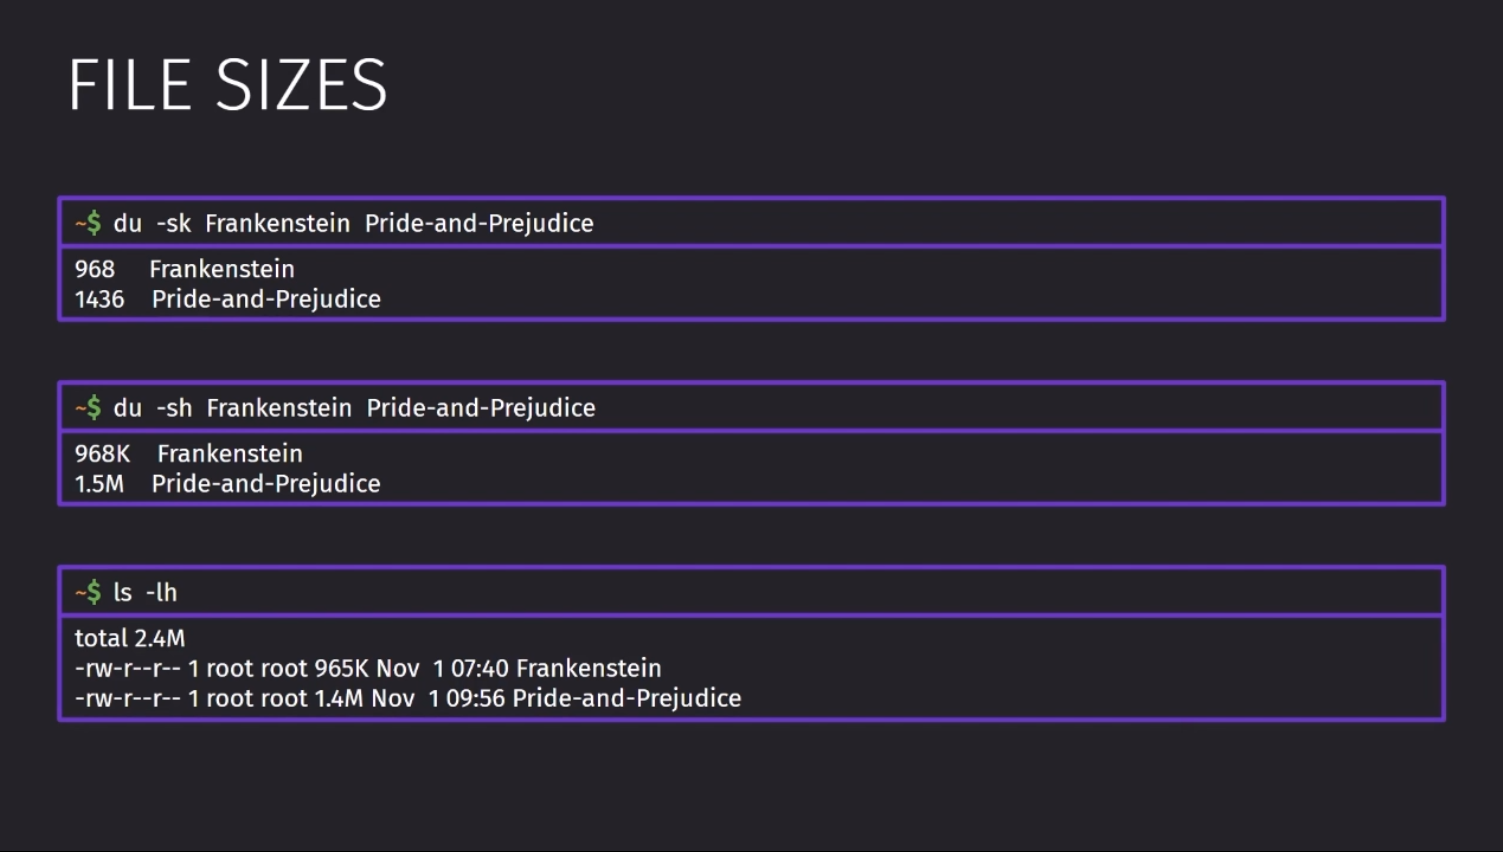 FILE SIZES
~$ du -sk Frankenstein Pride-and-Prejudice
968 Frankenstein
1436 Pride-and-Prejudice
~$ du -sh Frankenstein Pride-and-Prejudice
968K Frankenstein
1.5M Pride-and-Prejudice
~$ ls -lh
total 2.4M
-rw-r--r-- 1 root root 965K Nov 1 07:40 Frankenstein
-rw-r--r-- 1 root root 1.4M Nov 1 09:56 Pride-and-Prejudice